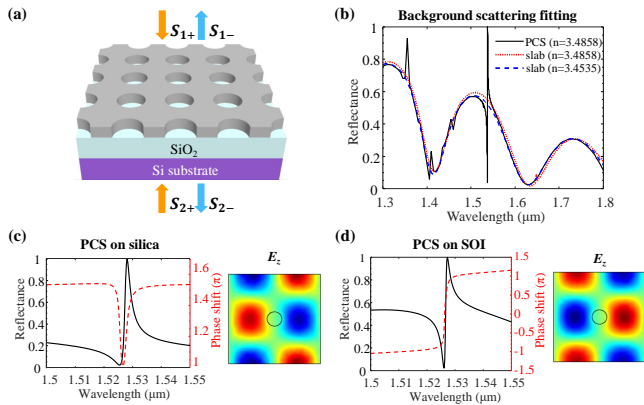 (a)
S1+ S1−
SiO2
Si substrate
S2+ S2−
(b)
Background scattering fitting
PCS (n=3.4858)
slab (n=3.4858)
slab (n=3.4535)
Reflectance
1
0.8
0.6
0.4
0.2
0
1.3 1.4 1.5 1.6 1.7 1.8
Wavelength (μm)
(c)
PCS on silica
Reflectance
1
0.8
0.6
0.4
0.2
0
1.5 1.51 1.52 1.53 1.54 1.55
Wavelength (μm)
1.6
1.4
1.2
1
Phase shift (π)
Ez
(d)
PCS on SOI
Reflectance
1
0.8
0.6
0.4
0.2
0
1.5 1.51 1.52 1.53 1.54 1.55
Wavelength (μm)
1.5
1
0.5
0
-0.5
-1
-1.5
Phase shift (π)
Ez